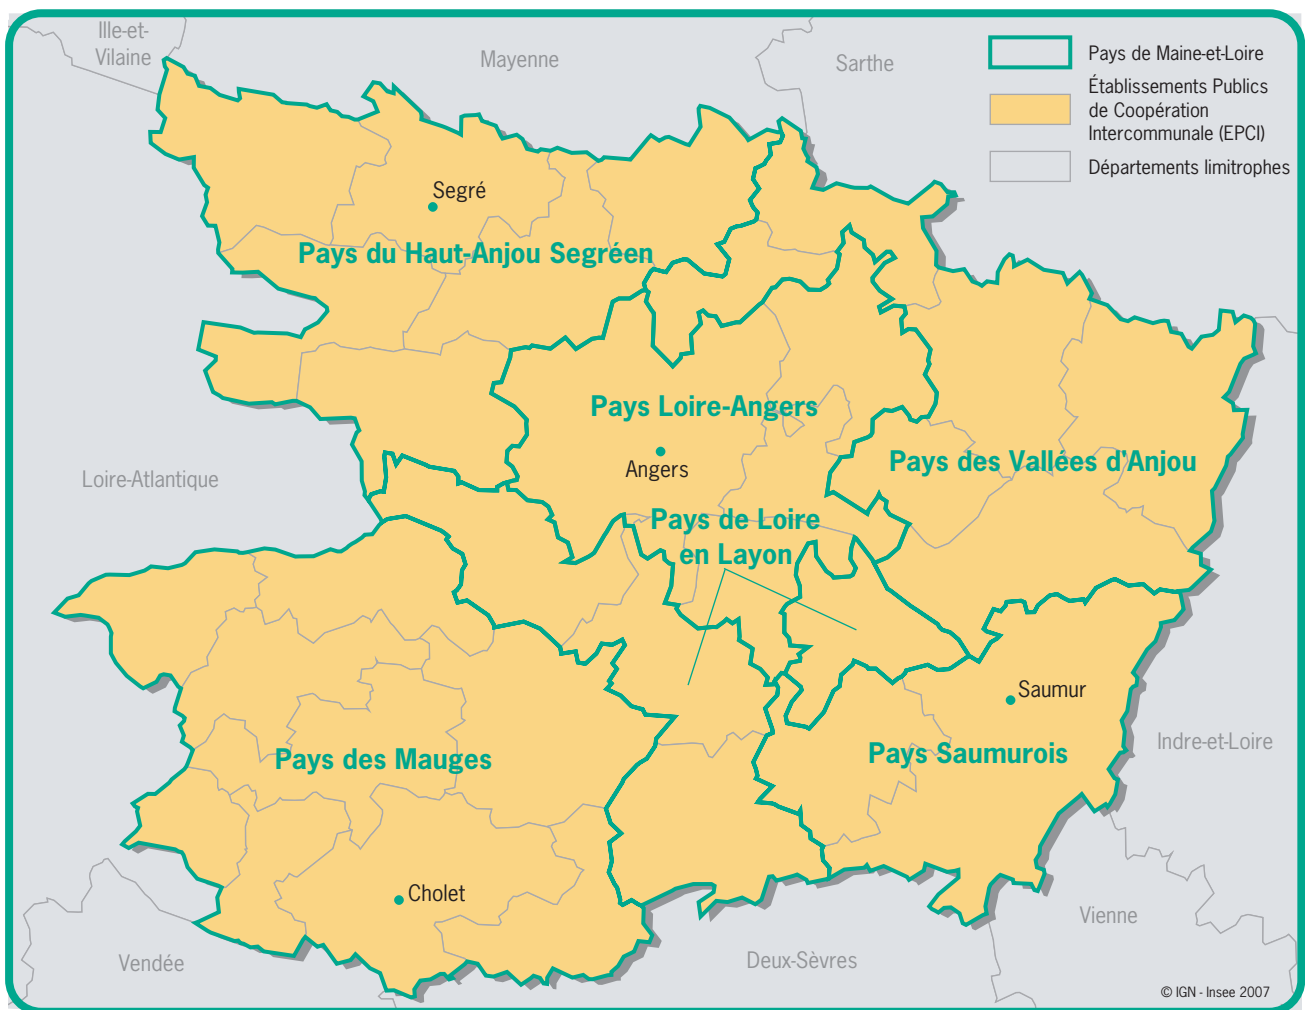 Ille-et-
Vilaine
Mayenne
Sarthe
Pays de Maine-et-Loire
Établissements Publics
de Coopération
Intercommunale (EPCI)
Départements limitrophes
Segré
Pays du Haut-Anjou Segréen
Pays Loire-Angers
Angers
Pays des Vallées d'Anjou
Loire-Atlantique
Pays de Loire
en Layon
Saumur
Pays Saumurois
Indre-et-Loire
Pays des Mauges
Cholet
Vienne
Vendée
Deux-Sèvres
© IGN - Insee 2007